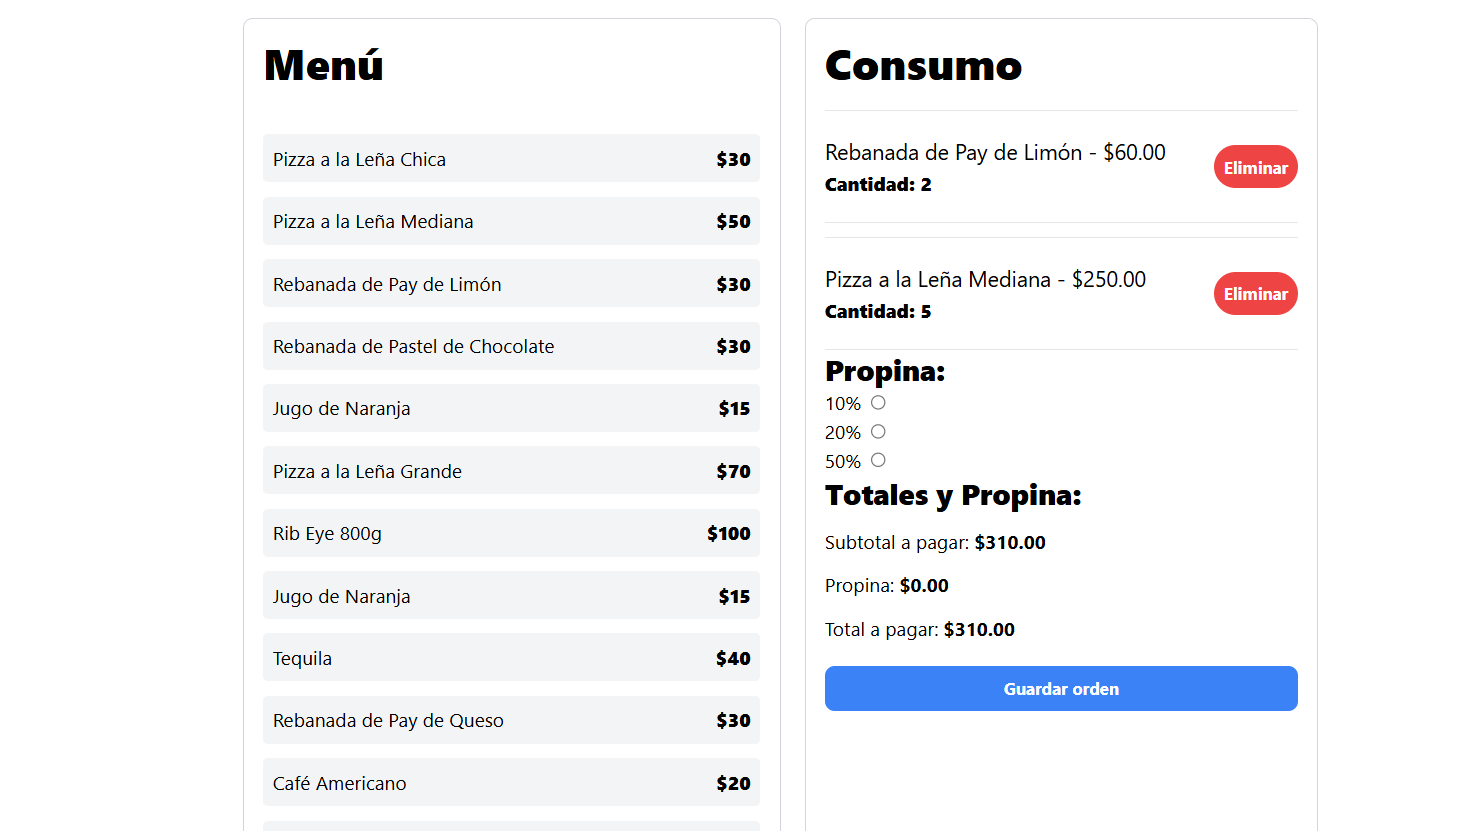 Menú
Pizza a la Leña Chica $30
Pizza a la Leña Mediana $50
Rebanada de Pay de Limón $30
Rebanada de Pastel de Chocolate $30
Jugo de Naranja $15
Pizza a la Leña Grande $70
Rib Eye 800g $100
Jugo de Naranja $15
Tequila $40
Rebanada de Pay de Queso $30
Café Americano $20
Consumo
Rebanada de Pay de Limón - $60.00
Cantidad: 2
Eliminar
Pizza a la Leña Mediana - $250.00
Cantidad: 5
Eliminar
Propina:
10%
20%
50%
Totales y Propina:
Subtotal a pagar: $310.00
Propina: $0.00
Total a pagar: $310.00
Guardar orden